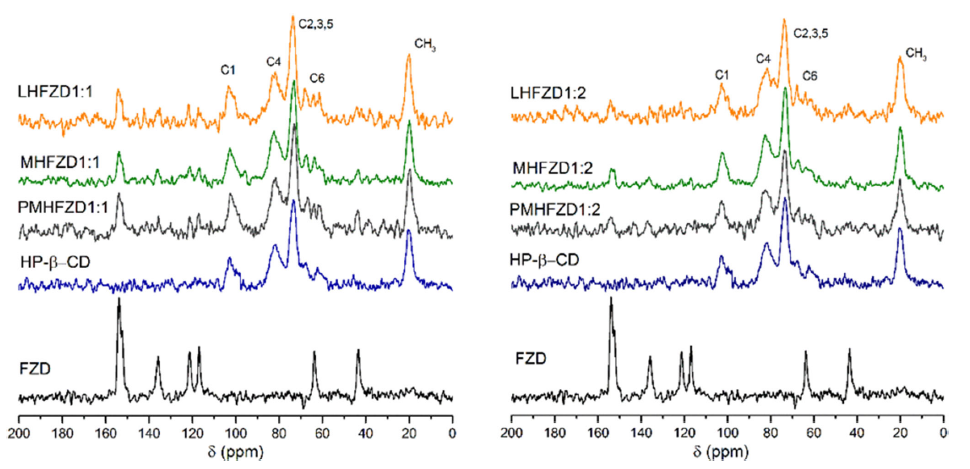 C2,3,5
CH3
C1
C4
C6
LHFZD1:1
MHFZD1:1
PMHFZD1:1
HP-β–CD
FZD
200 180 160 140 120 100 80 60 40 20 0
δ (ppm)
C2,3,5
CH3
C1
C4
C6
LHFZD1:2
MHFZD1:2
PMHFZD1:2
HP-β–CD
FZD
200 180 160 140 120 100 80 60 40 20 0
δ (ppm)